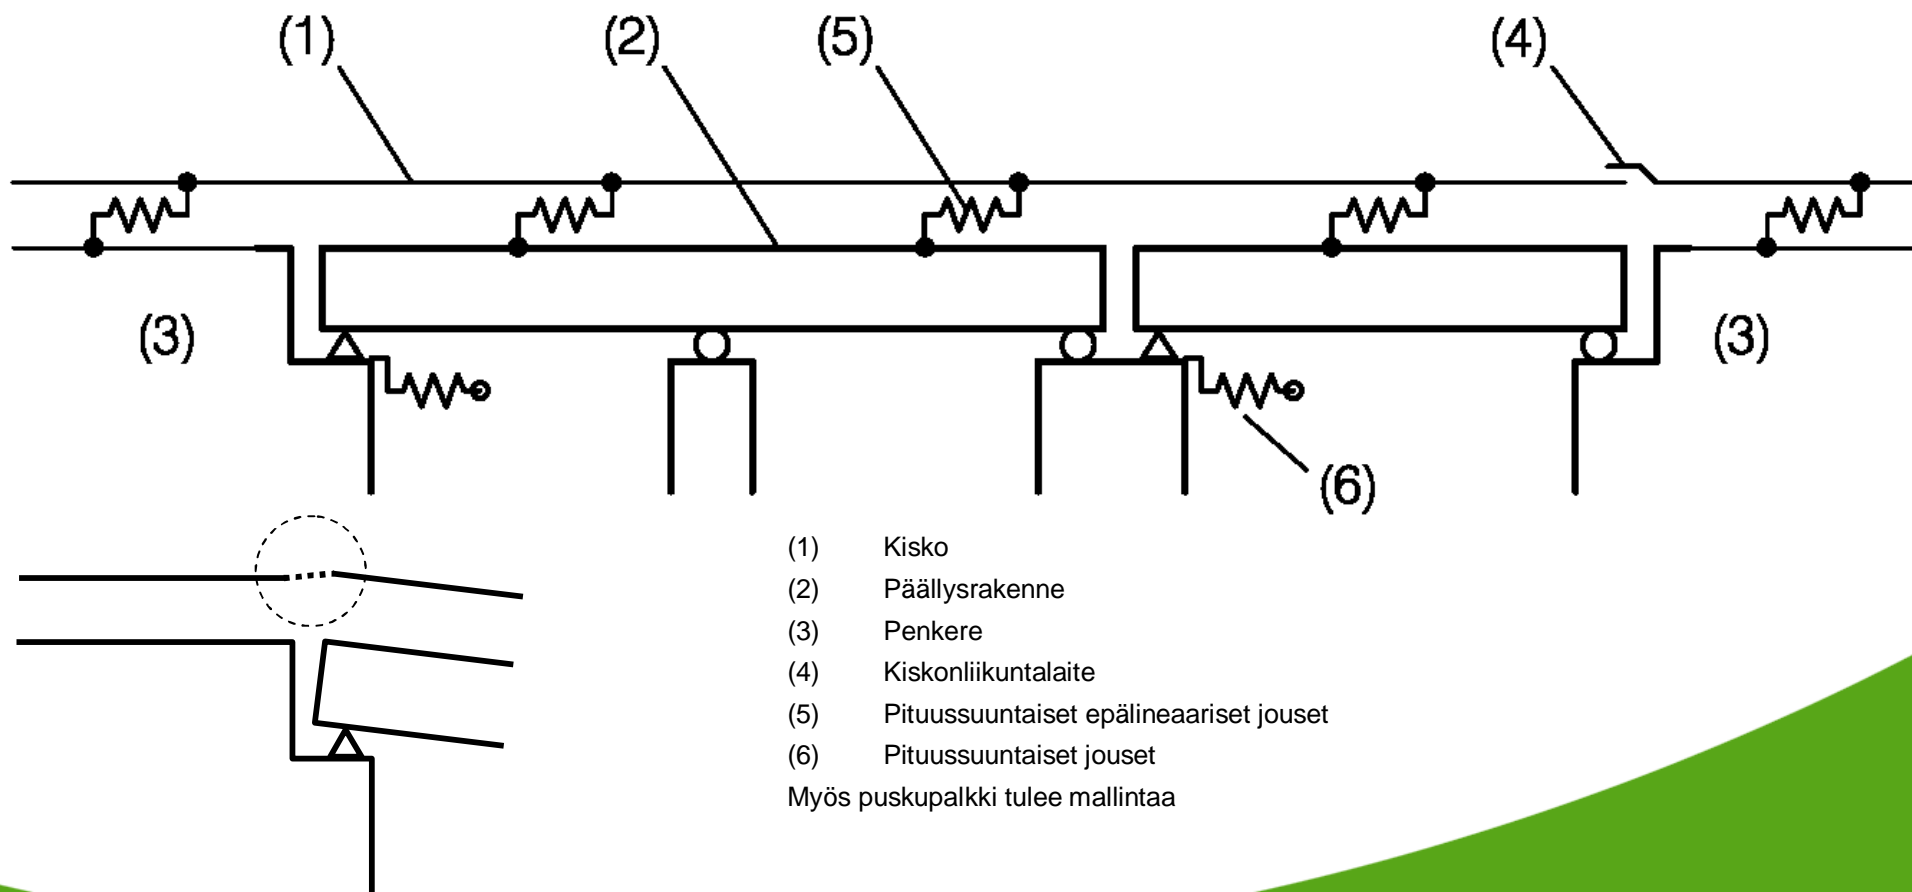 (1) (2) (5) (4)
(3) (3)
(6)
(1) Kisko
(2) Päällysrakenne
(3) Penkere
(4) Kiskonliikuntalaite
(5) Pituussuuntaiset epälineaariset jouset
(6) Pituussuuntaiset jouset
Myös puskupalkki tulee mallintaa